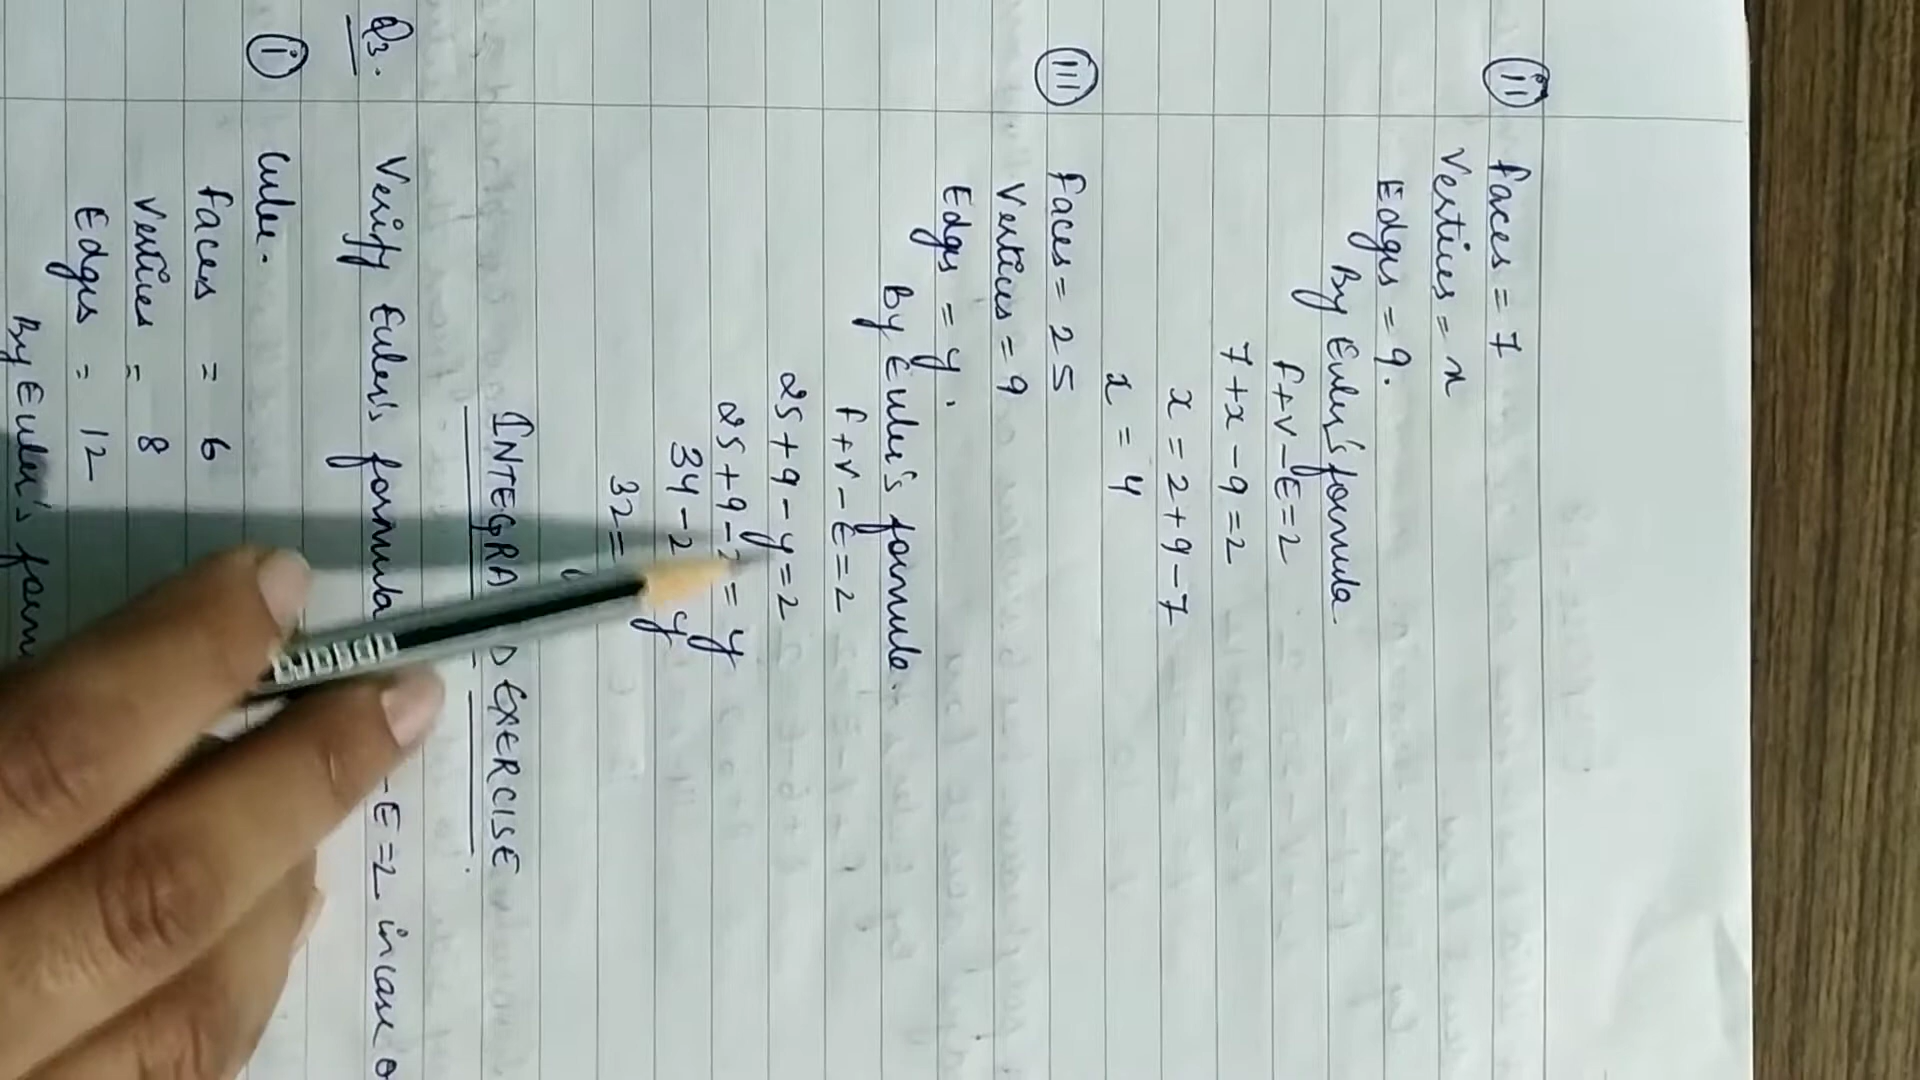 ii Faces = 7
Vertices = x
Edges = 9.
By Euler's formula
F+V-E=2
7+x-9=2
x = 2+9-7
x = 4
iii Faces = 25
Vertices = 9
Edges = y.
By Euler's formula
F+V-E=2
25+9-y=2
25+9-2=y
34-2 y
32=
INTEGRA D EXERCISE
Q3. Verify Euler's formula -E=2 in case
i Cube.
Faces = 6
Vertices = 8
Edges = 12
By Euler's